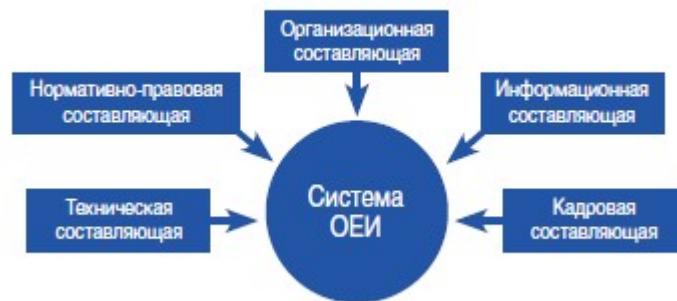 Организационная
составляющая
Нормативно-правовая
составляющая
Информационная
составляющая
Техническая
составляющая
Система
ОЕИ
Кадровая
составляющая